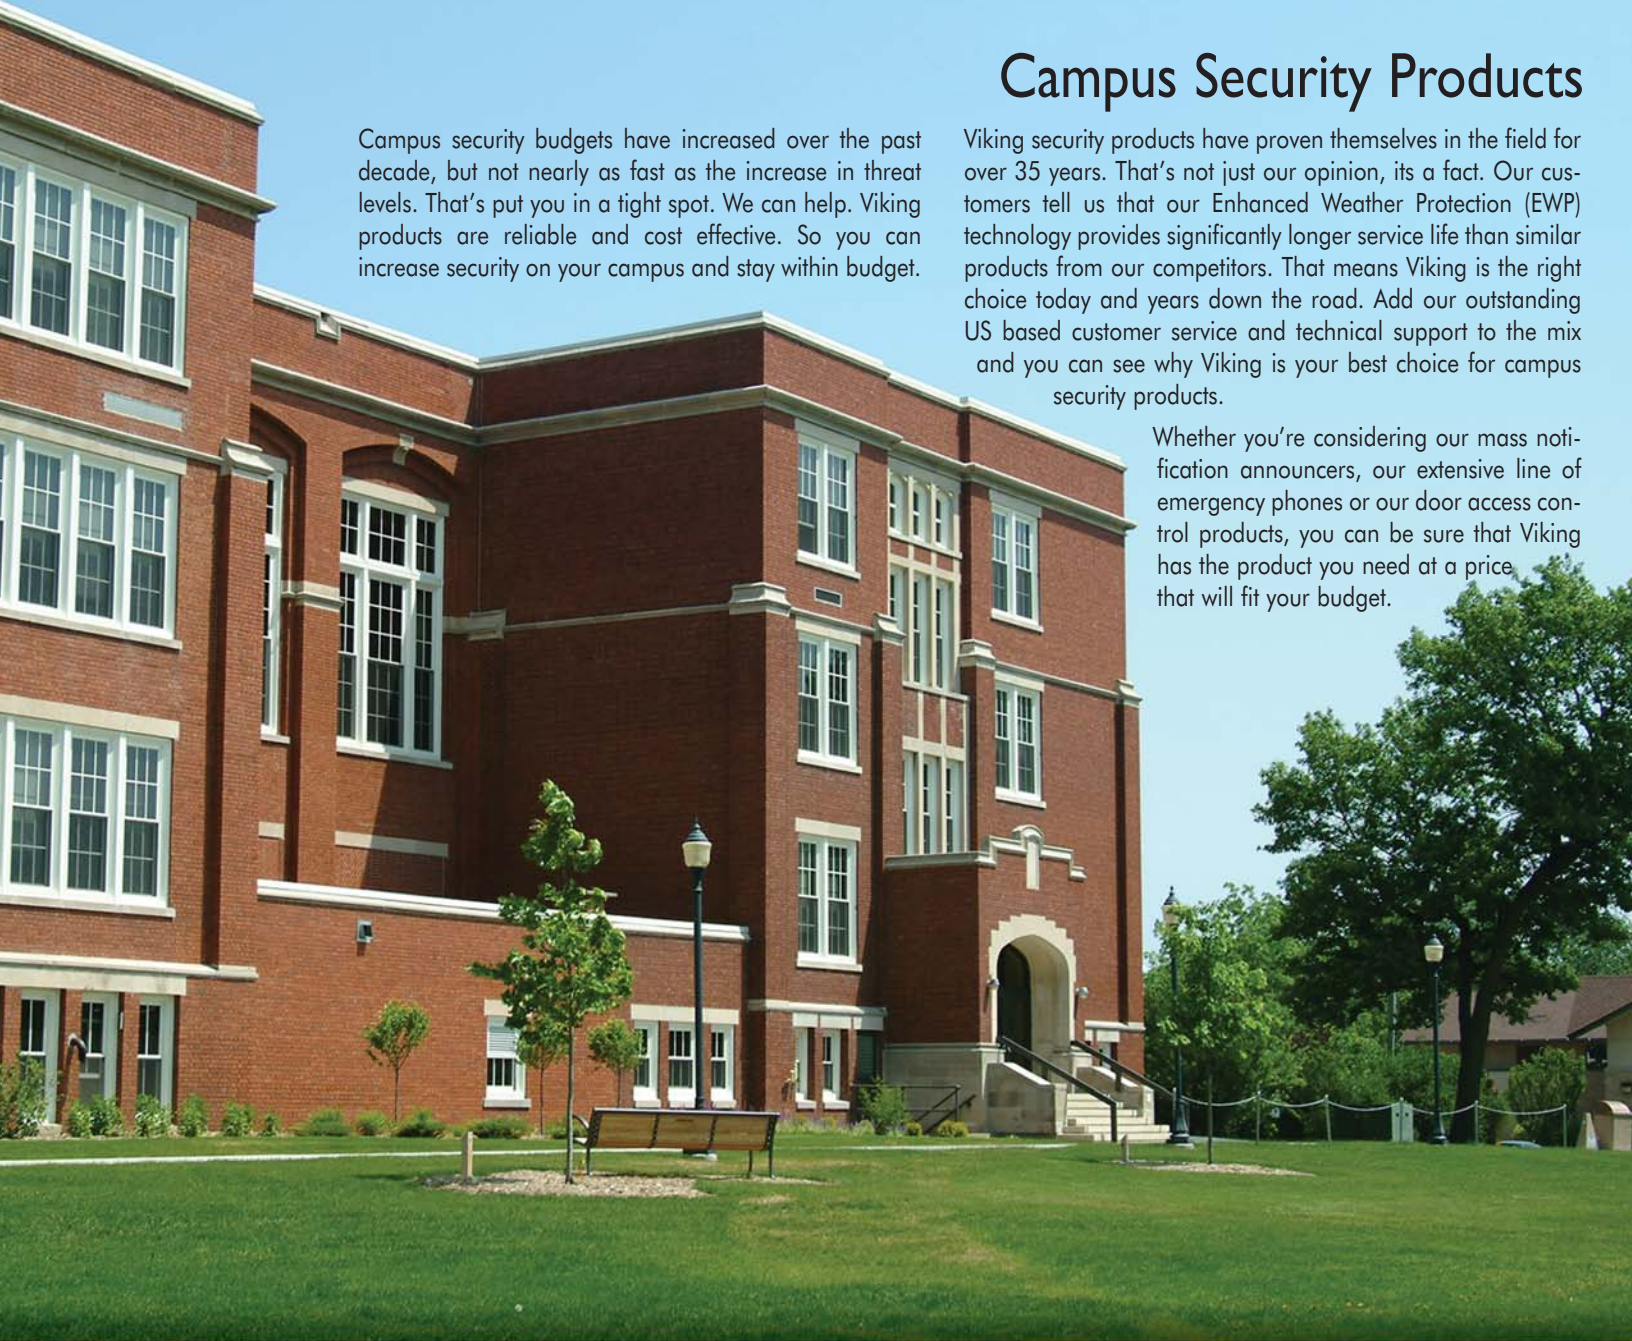 Campus Security Products
Campus security budgets have increased over the past
decade, but not nearly as fast as the increase in threat
levels. That's put you in a tight spot. We can help. Viking
products are reliable and cost effective. So you can
increase security on your campus and stay within budget.
Viking security products have proven themselves in the field for
over 35 years. That's not just our opinion, its a fact. Our cus-
tomers tell us that our Enhanced Weather Protection (EWP)
technology provides significantly longer service life than similar
products from our competitors. That means Viking is the right
choice today and years down the road. Add our outstanding
US based customer service and technical support to the mix
and you can see why Viking is your best choice for campus
security products.
Whether you're considering our mass noti-
fication announcers, our extensive line of
emergency phones or our door access con-
trol products, you can be sure that Viking
has the product you need at a price
that will fit your budget.